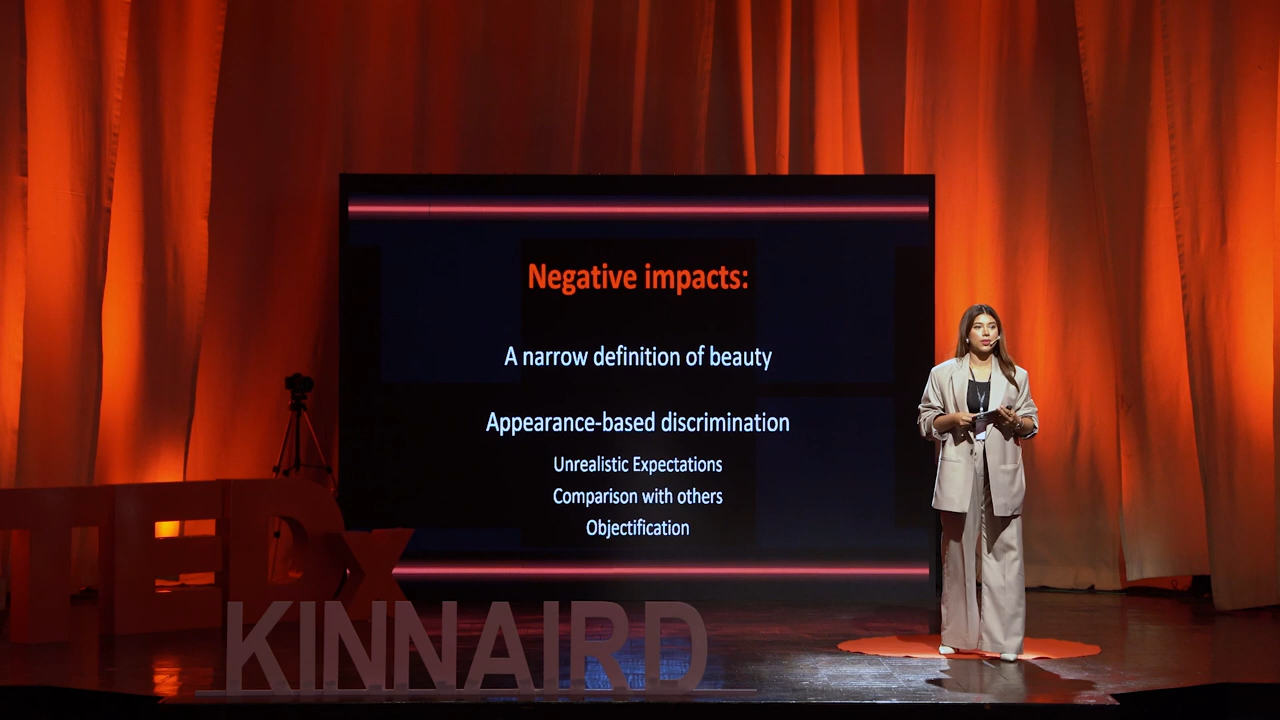 Negative impacts:
A narrow definition of beauty
Appearance-based discrimination
Unrealistic Expectations
Comparison with others
Objectification
TEDx
KINNAIRD